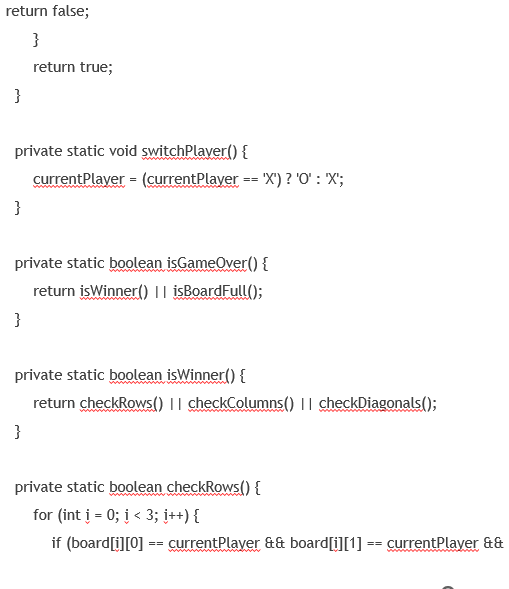 return false;
}
return true;
}
private static void switchPlayer() {
currentPlayer = (currentPlayer == 'X') ? 'O' : 'X';
}
private static boolean isGameOver() {
return isWinner() || isBoardFull();
}
private static boolean isWinner() {
return checkRows() || checkColumns() || checkDiagonals();
}
private static boolean checkRows() {
for (int i = 0; i < 3; i++) {
if (board[i][0] == currentPlayer && board[i][1] == currentPlayer &&